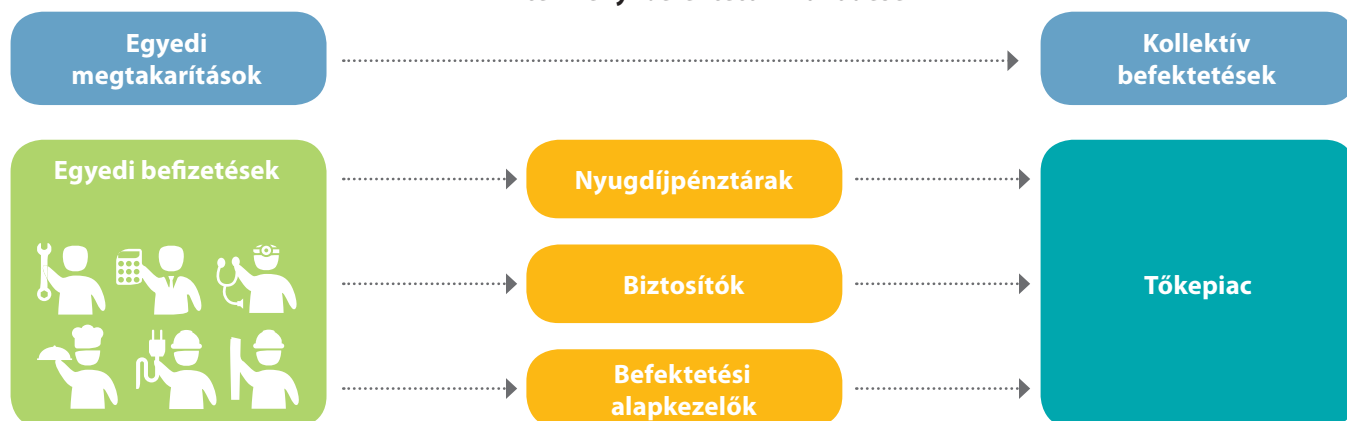 Egyedi
megtakarítások
Kollektív
befektetések
Egyedi befizetések
Nyugdíjpénztárak
Biztosítók
Tőkepiac
Befektetési
alapkezelők